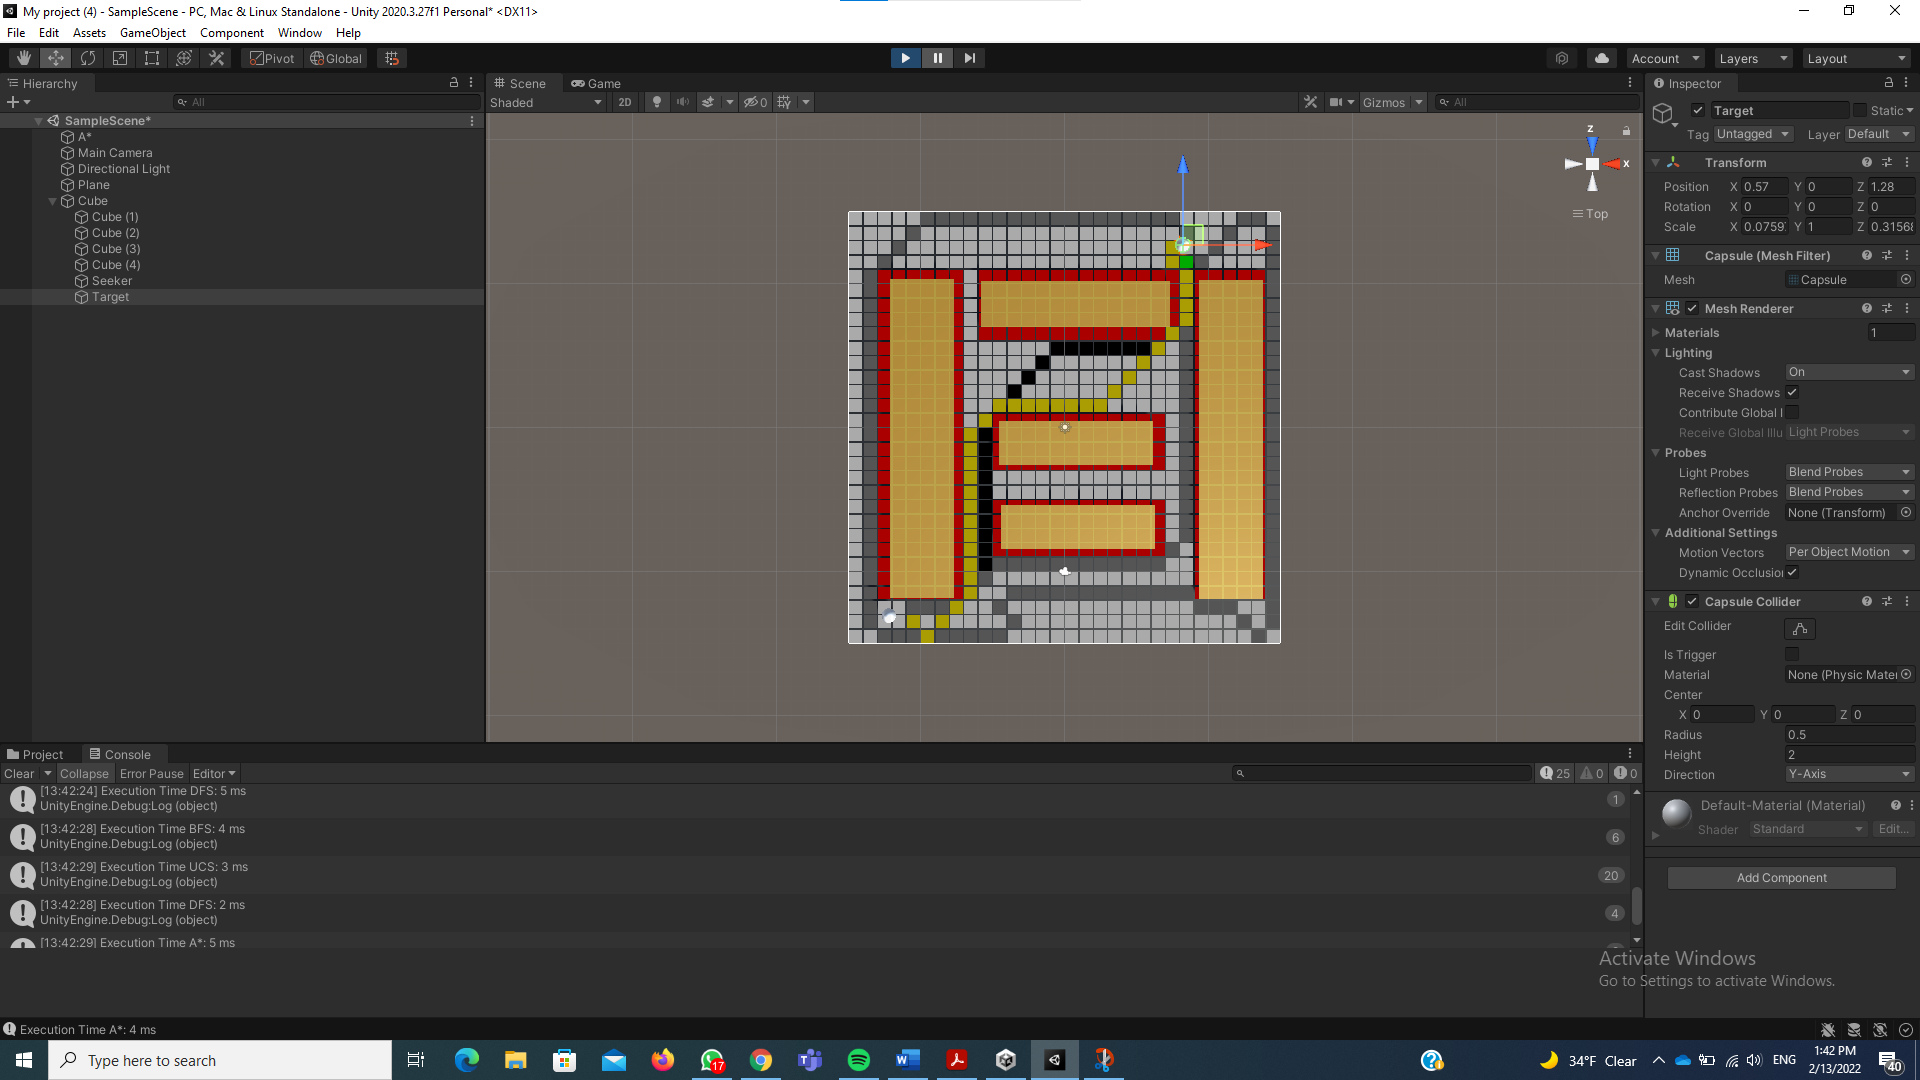 My project (4) - SampleScene - PC, Mac & Linux Standalone - Unity 2020.3.27f1 Personal* <DX11>
File Edit Assets GameObject Component Window Help
Pivot Global Account Layers Layout
Hierarchy
All
SampleScene*
A*
Main Camera
Directional Light
Plane
Cube
Cube (1)
Cube (2)
Cube (3)
Cube (4)
Seeker
Target
Scene Game
Shaded 2D 0 Gizmos All
z
x
Top
Inspector
Target Static
Tag Untagged Layer Default
Transform
Position X 0.57 Y 0 Z 1.28
Rotation X 0 Y 0 Z 0
Scale X 0.0759 Y 1 Z 0.3156
Capsule (Mesh Filter)
Mesh Capsule
Mesh Renderer
Materials 1
Lighting
Cast Shadows On
Receive Shadows
Contribute Global I
Receive Global Illu Light Probes
Probes
Light Probes Blend Probes
Reflection Probes Blend Probes
Anchor Override None (Transform)
Additional Settings
Motion Vectors Per Object Motion
Dynamic Occlusio
Capsule Collider
Edit Collider
Is Trigger
Material None (Physic Mate
Center
X 0 Y 0 Z 0
Radius 0.5
Height 2
Direction Y-Axis
Default-Material (Material)
Shader Standard Edit...
Add Component
Project Console
Clear Collapse Error Pause Editor 25 0 0
[13:42:24] Execution Time DFS: 5 ms
UnityEngine.Debug:Log (object)
1
[13:42:28] Execution Time BFS: 4 ms
UnityEngine.Debug:Log (object)
6
[13:42:29] Execution Time UCS: 3 ms
UnityEngine.Debug:Log (object)
20
[13:42:28] Execution Time DFS: 2 ms
UnityEngine.Debug:Log (object)
4
[13:42:29] Execution Time A*: 5 ms
Activate Windows
Go to Settings to activate Windows.
Execution Time A*: 4 ms
Type here to search
17
34°F Clear
ENG
1:42 PM
2/13/2022
40